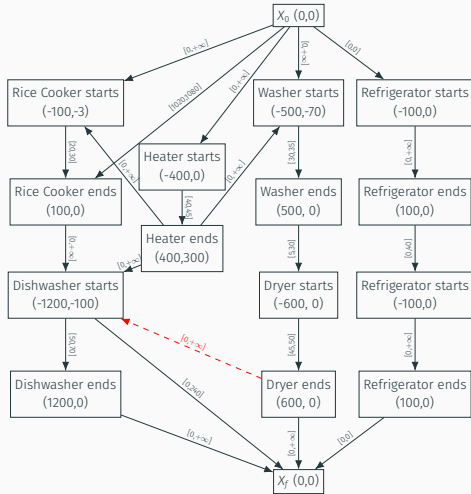 X₀ (0,0)
[0,+∞]
[1020,1080]
[0,+∞]
[0,+∞]
[0,0]
Rice Cooker starts
(-100,-3)
Washer starts
(-500,-70)
Refrigerator starts
(-100,0)
Heater starts
(-400,0)
[20,30]
[0,+∞]
[0,+∞]
[30,35]
[0,+∞]
Rice Cooker ends
(100,0)
[40,45]
Washer ends
(500, 0)
Refrigerator ends
(100,0)
Heater ends
(400,300)
[0,+∞]
[0,+∞]
[5,30]
[0,40]
Dishwasher starts
(-1200,-100)
Dryer starts
(-600, 0)
Refrigerator starts
(-100,0)
[50,70]
[0,+∞]
[45,50]
[0,+∞]
Dishwasher ends
(1200,0)
[0,240]
Dryer ends
(600, 0)
Refrigerator ends
(100,0)
[0,+∞]
[0,+∞]
[0,0]
X_f (0,0)